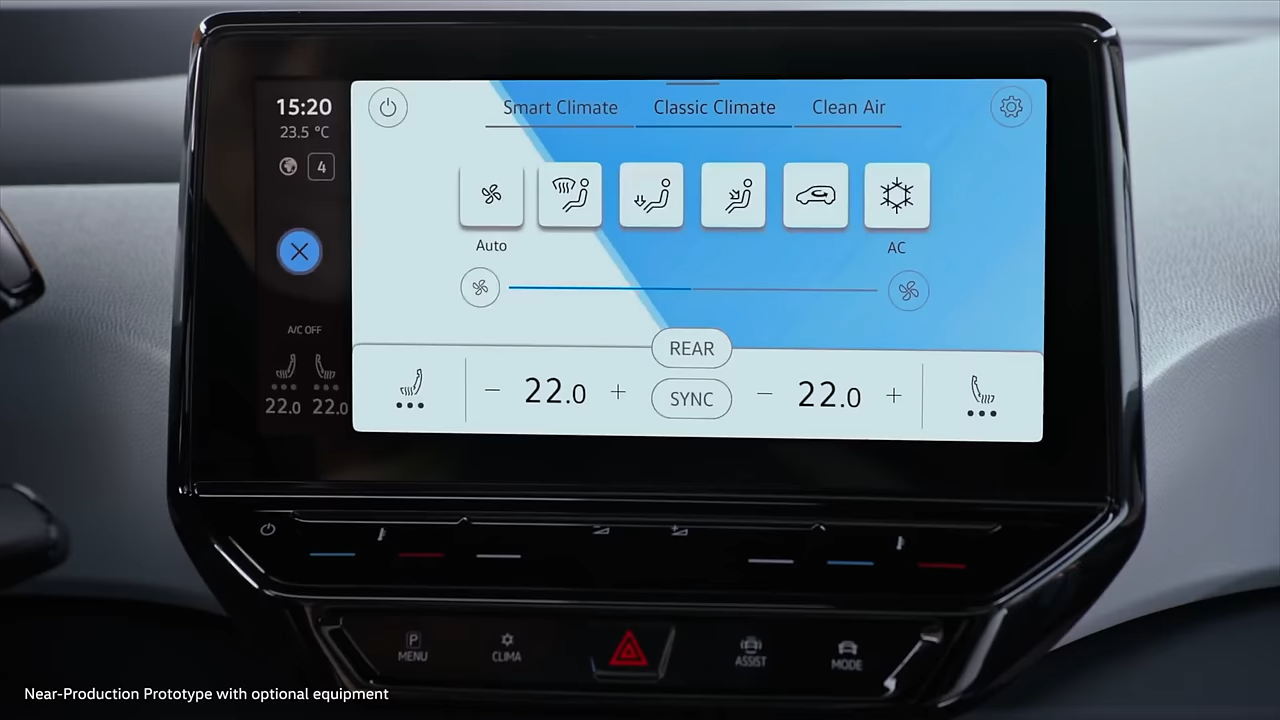 15:20
23.5 °C
4
Smart Climate
Classic Climate
Clean Air
Auto
AC
A/C OFF
22.0 22.0
REAR
22.0
SYNC
22.0
P
MENU
CLIMA
ASSIST
MODE
Near-Production Prototype with optional equipment